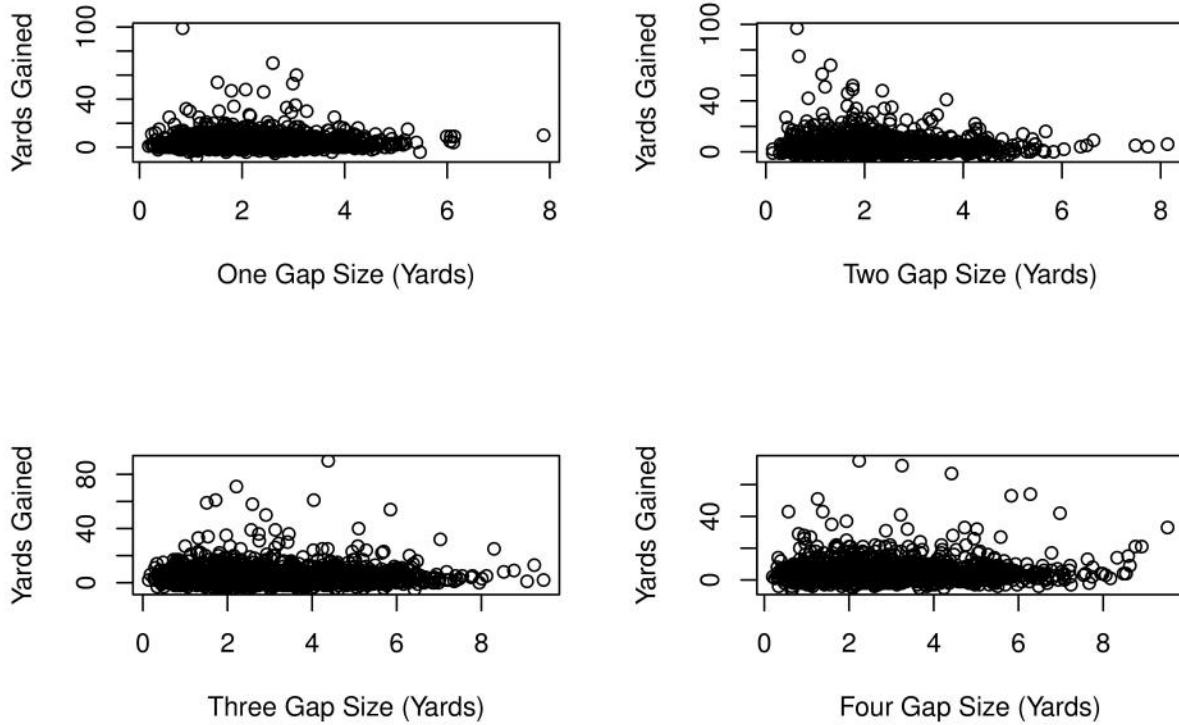 Yards Gained
100
40
0
0 2 4 6 8
One Gap Size (Yards)
Yards Gained
100
40
0
0 2 4 6 8
Two Gap Size (Yards)
Yards Gained
80
40
0
0 2 4 6 8
Three Gap Size (Yards)
Yards Gained
40
0
0 2 4 6 8
Four Gap Size (Yards)